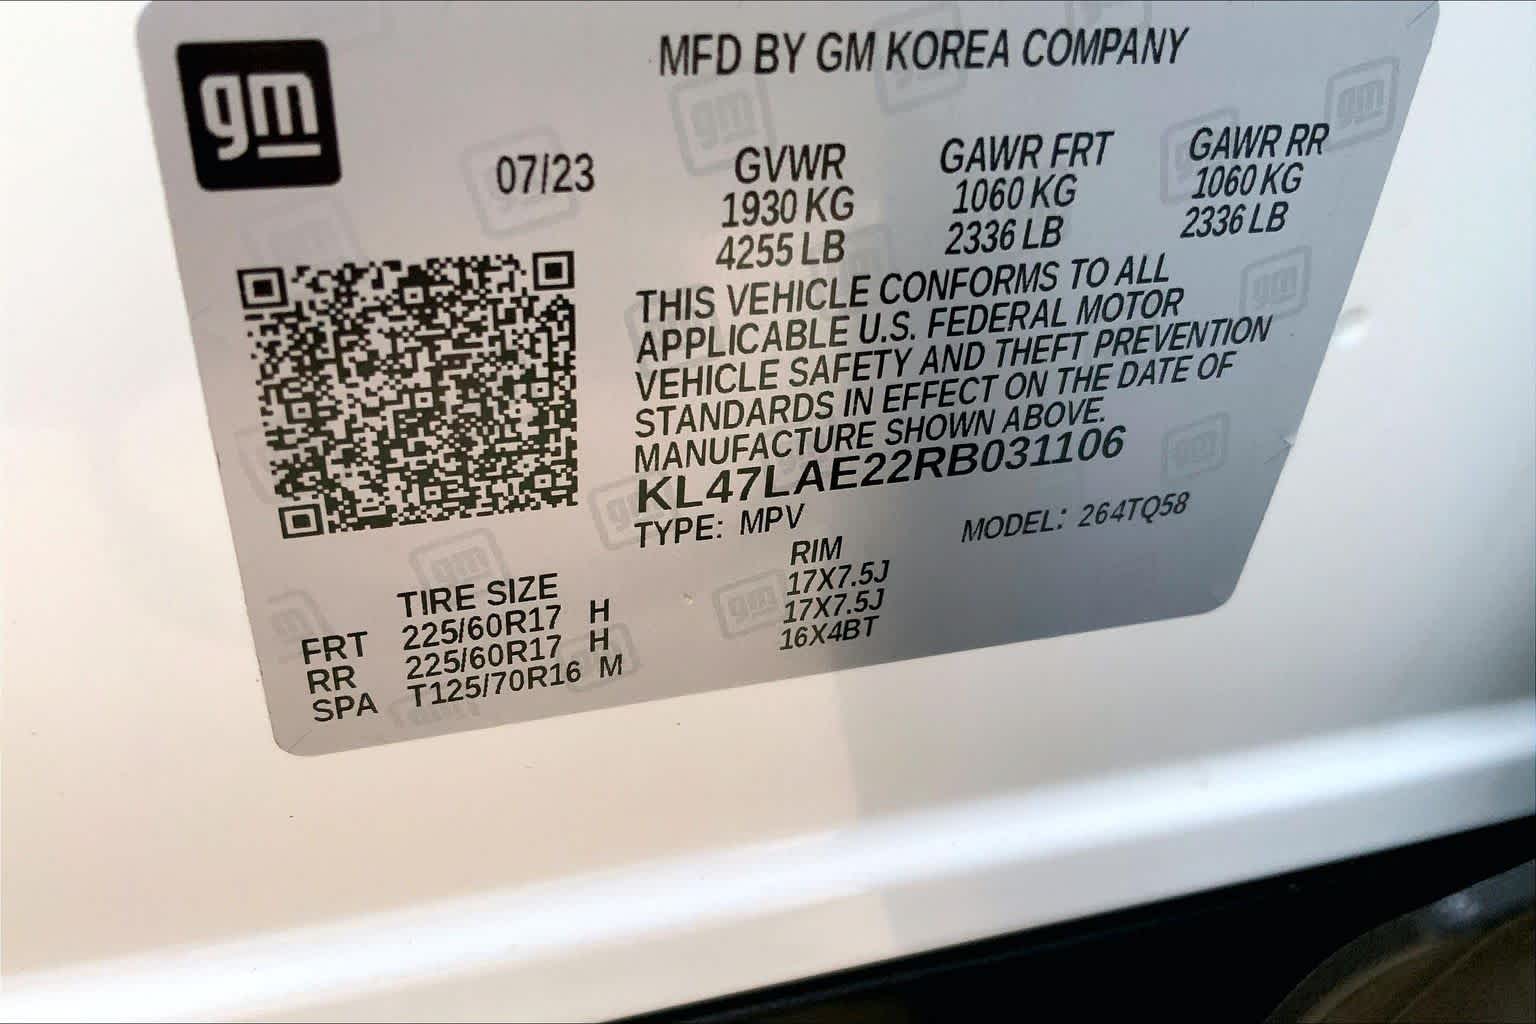 gm
MFD BY GM KOREA COMPANY
07/23
GVWR GAWR FRT GAWR RR
1930 KG 1060 KG 1060 KG
4255 LB 2336 LB 2336 LB
THIS VEHICLE CONFORMS TO ALL
APPLICABLE U.S. FEDERAL MOTOR
VEHICLE SAFETY AND THEFT PREVENTION
STANDARDS IN EFFECT ON THE DATE OF
MANUFACTURE SHOWN ABOVE.
KL47LAE22RB031106
TYPE: MPV MODEL: 264TQ58
TIRE SIZE RIM
FRT 225/60R17 H 17X7.5J
RR 225/60R17 H 17X7.5J
SPA T125/70R16 M 16X4BT